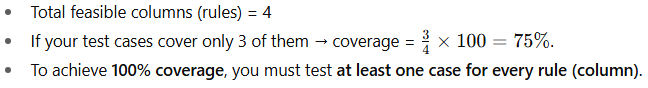 • Total feasible columns (rules) = 4
• If your test cases cover only 3 of them → coverage = 3/4 × 100 = 75%.
• To achieve 100% coverage, you must test at least one case for every rule (column).